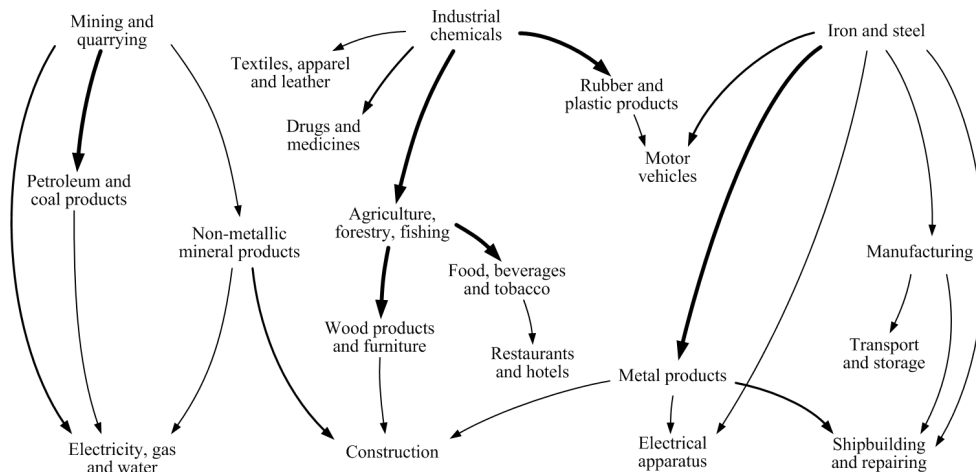 Mining and
quarrying
Industrial
chemicals
Iron and steel
Textiles, apparel
and leather
Rubber and
plastic products
Drugs and
medicines
Motor
vehicles
Petroleum and
coal products
Agriculture,
forestry, fishing
Non-metallic
mineral products
Manufacturing
Food, beverages
and tobacco
Wood products
and furniture
Transport
and storage
Restaurants
and hotels
Metal products
Electricity, gas
and water
Construction
Electrical
apparatus
Shipbuilding
and repairing